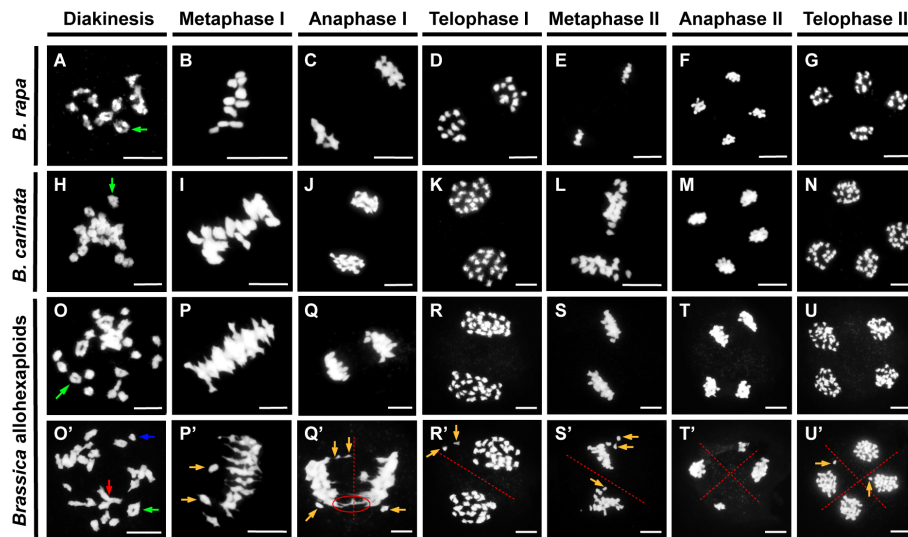 Diakinesis Metaphase I Anaphase I Telophase I Metaphase II Anaphase II Telophase II
B. rapa
A B C D E F G
B. carinata
H I J K L M N
Brassica allohexaploids
O P Q R S T U
O’ P’ Q’ R’ S’ T’ U’